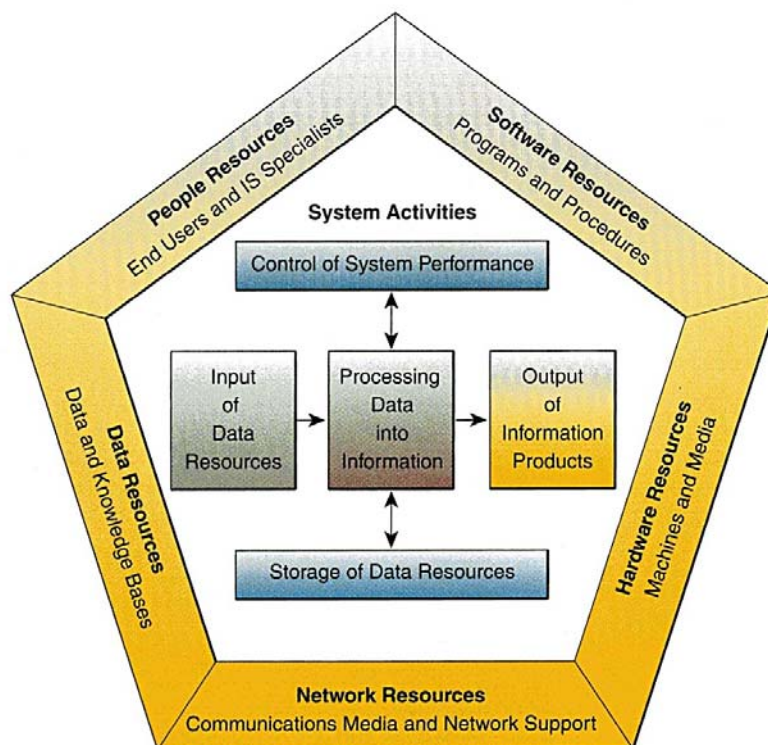 People Resources
End Users and IS Specialists
Software Resources
Programs and Procedures
System Activities
Control of System Performance
Input
of
Data
Resources
Processing
Data
into
Information
Output
of
Information
Products
Storage of Data Resources
Data Resources
Data and Knowledge Bases
Hardware Resources
Machines and Media
Network Resources
Communications Media and Network Support